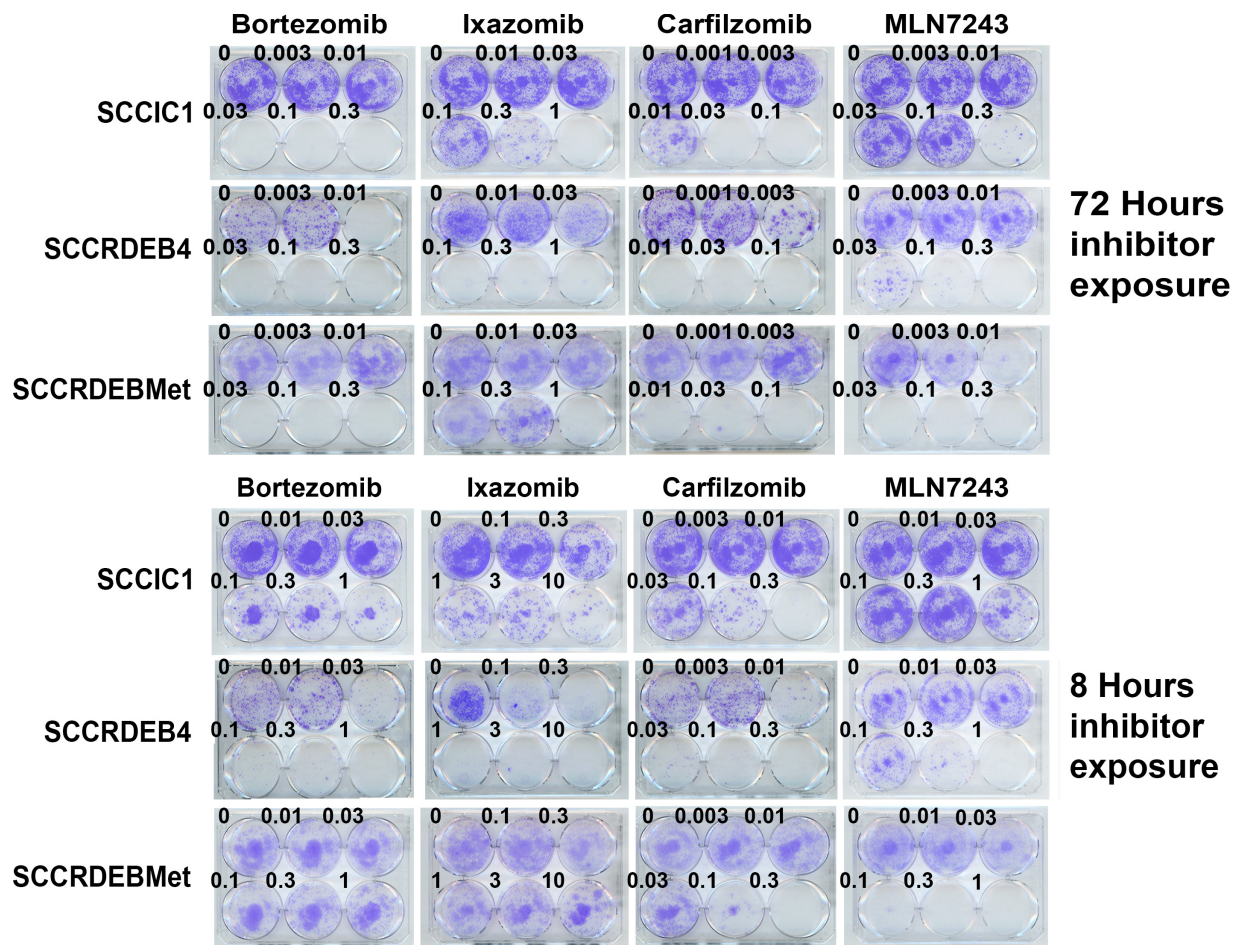 Bortezomib Ixazomib Carfilzomib MLN7243
0 0.003 0.01 0 0.01 0.03 0 0.001 0.003 0 0.003 0.01
SCCIC1 0.03 0.1 0.3 0.1 0.3 1 0.01 0.03 0.1 0.03 0.1 0.3
0 0.003 0.01 0 0.01 0.03 0 0.001 0.003 0 0.003 0.01
SCCRDEB4 0.03 0.1 0.3 0.1 0.3 1 0.01 0.03 0.1 0.03 0.1 0.3
72 Hours
inhibitor
exposure
0 0.003 0.01 0 0.01 0.03 0 0.001 0.003 0 0.003 0.01
SCCRDEBMet 0.03 0.1 0.3 0.1 0.3 1 0.01 0.03 0.1 0.03 0.1 0.3
Bortezomib Ixazomib Carfilzomib MLN7243
0 0.01 0.03 0 0.1 0.3 0 0.003 0.01 0 0.01 0.03
SCCIC1 0.1 0.3 1 1 3 10 0.03 0.1 0.3 0.1 0.3 1
0 0.01 0.03 0 0.1 0.3 0 0.003 0.01 0 0.01 0.03
SCCRDEB4 0.1 0.3 1 1 3 10 0.03 0.1 0.3 0.1 0.3 1
8 Hours
inhibitor
exposure
0 0.01 0.03 0 0.1 0.3 0 0.003 0.01 0 0.01 0.03
SCCRDEBMet 0.1 0.3 1 1 3 10 0.03 0.1 0.3 0.1 0.3 1